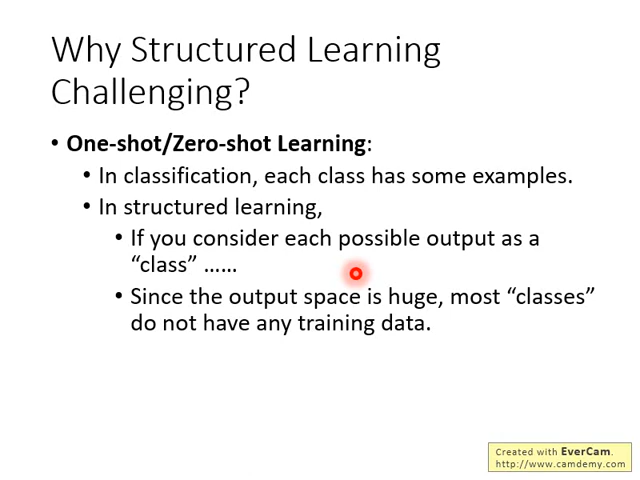 Why Structured Learning
Challenging?
• One-shot/Zero-shot Learning:
• In classification, each class has some examples.
• In structured learning,
• If you consider each possible output as a
“class” ……
• Since the output space is huge, most “classes”
do not have any training data.
Created with EverCam.
http://www.camdemy.com